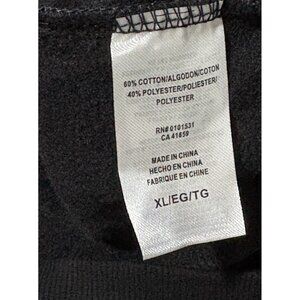 60% COTTON/ALGODON/COTON
40% POLYESTER/POLIESTER/
POLYESTER
RN# 0101531
CA 41859
MADE IN CHINA
HECHO EN CHINA
FABRIQUE EN CHINE
XL/EG/TG